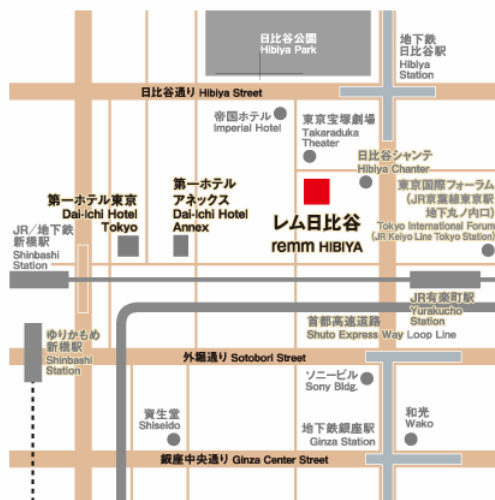 日比谷公園
Hibiya Park
地下鉄
日比谷駅
Hibiya
Station
日比谷通り Hibiya Street
帝国ホテル
Imperial Hotel
東京宝塚劇場
Takaraduka
Theater
日比谷シャンテ
Hibiya Chanter
第一ホテル東京
Dai-ichi Hotel
Tokyo
第一ホテル
アネックス
Dai-ichi Hotel
Annex
レム日比谷
remm HIBIYA
東京国際フォーラム
(JR京葉線東京駅
地下丸ノ内口)
Tokyo International Forum
(JR Keiyo Line Tokyo Station)
JR/地下鉄
新橋駅
Shinbashi
Station
JR有楽町駅
Yurakucho
Station
首都高速道路
Shuto Express Way Loop Line
ゆりかもめ
新橋駅
Shinbashi
Station
外堀通り Sotobori Street
ソニービル
Sony Bldg.
資生堂
Shiseido
地下鉄銀座駅
Ginza Station
和光
Wako
銀座中央通り Ginza Center Street